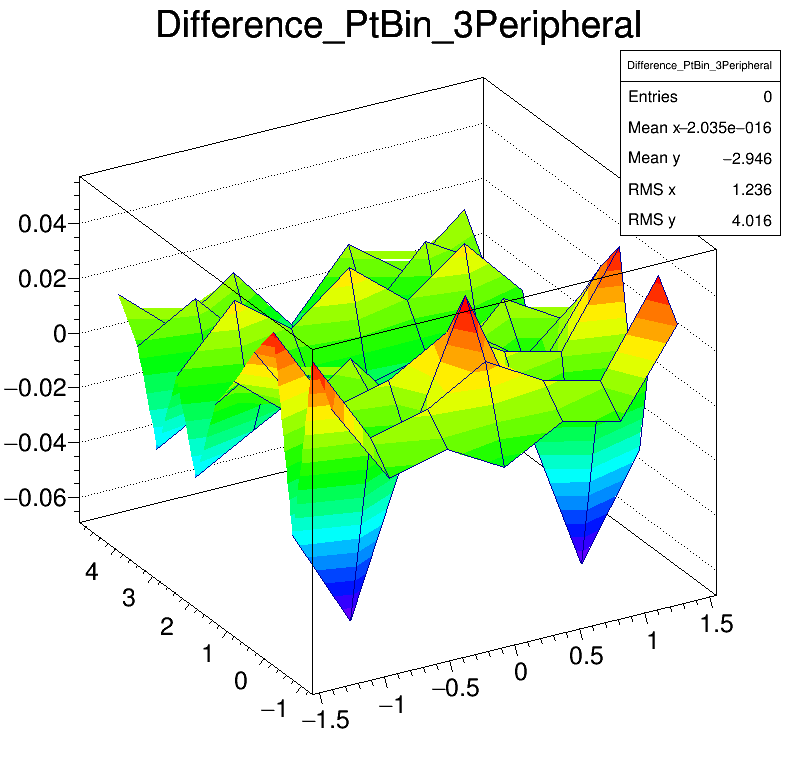 Difference_PtBin_3Peripheral
Difference_PtBin_3Peripheral
Entries 0
Mean x−2.035e−016
Mean y −2.946
RMS x 1.236
RMS y 4.016
0.04
0.02
0
−0.02
−0.04
−0.06
4
3
2
1
0
−1
−1.5
−1
−0.5
0
0.5
1
1.5